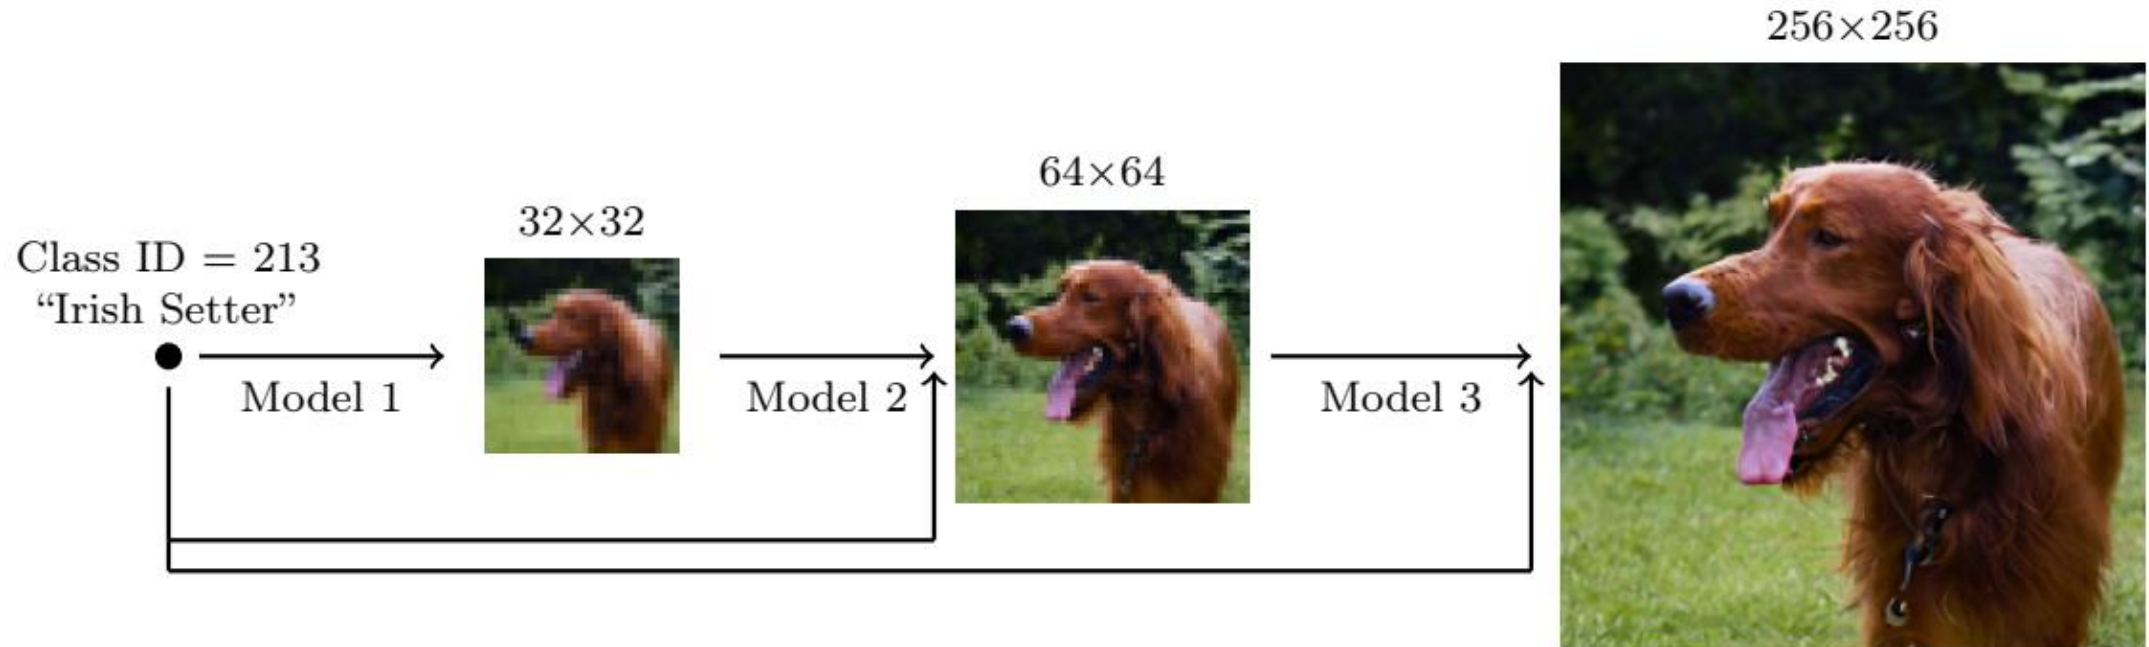 Class ID = 213
“Irish Setter”
Model 1
32×32
Model 2
64×64
Model 3
256×256